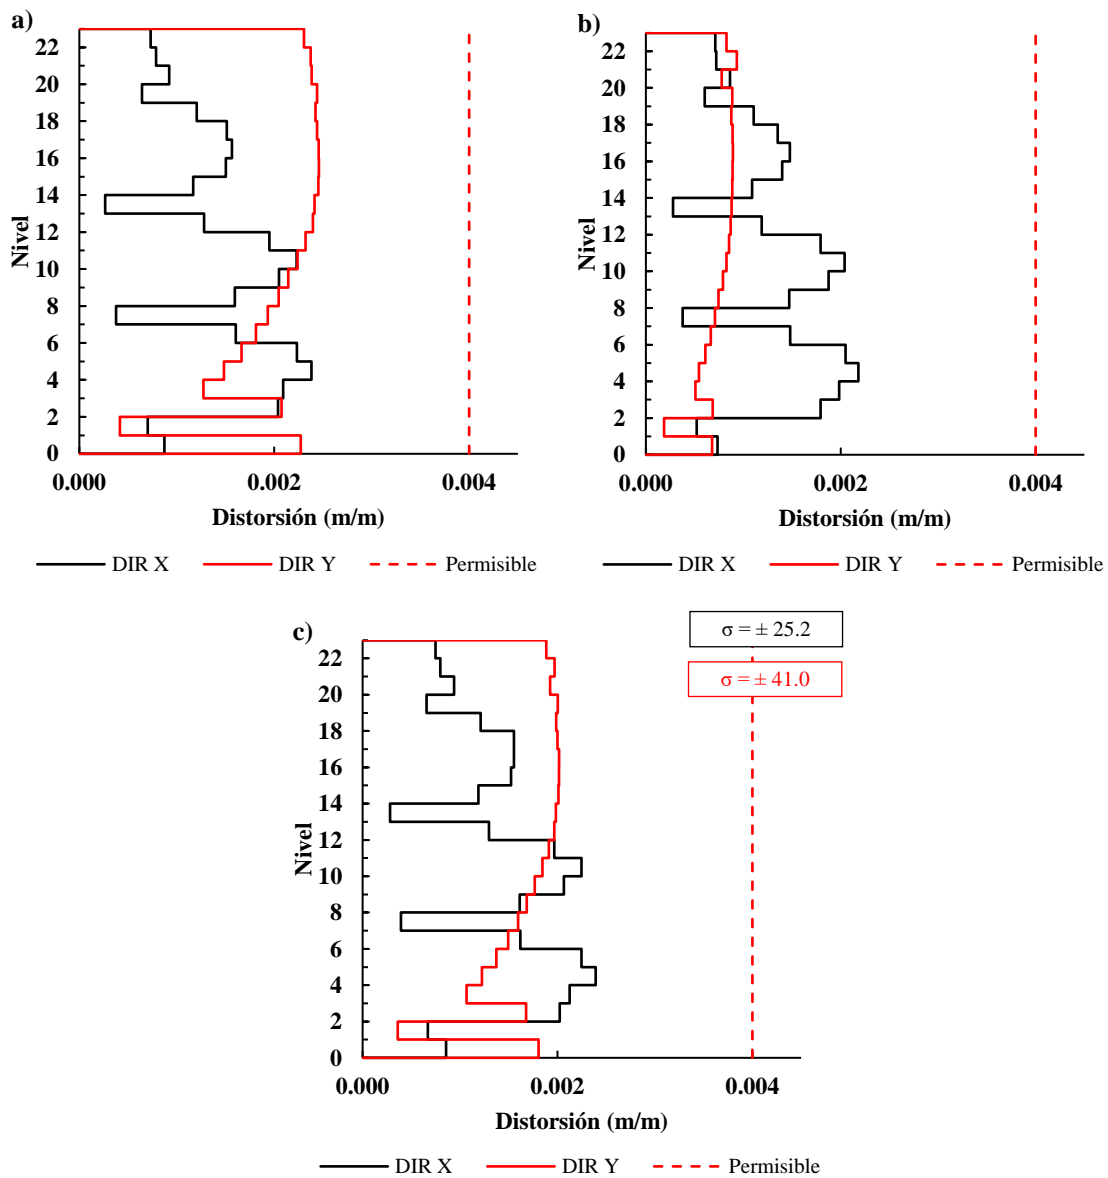 a)
22
20
18
16
14
12
10
8
6
4
2
0
Nivel
0.000 0.002 0.004
Distorsión (m/m)
DIR X DIR Y Permisible
b)
22
20
18
16
14
12
10
8
6
4
2
0
Nivel
0.000 0.002 0.004
Distorsión (m/m)
DIR X DIR Y Permisible
c)
σ = ± 25.2
σ = ± 41.0
22
20
18
16
14
12
10
8
6
4
2
0
Nivel
0.000 0.002 0.004
Distorsión (m/m)
DIR X DIR Y Permisible